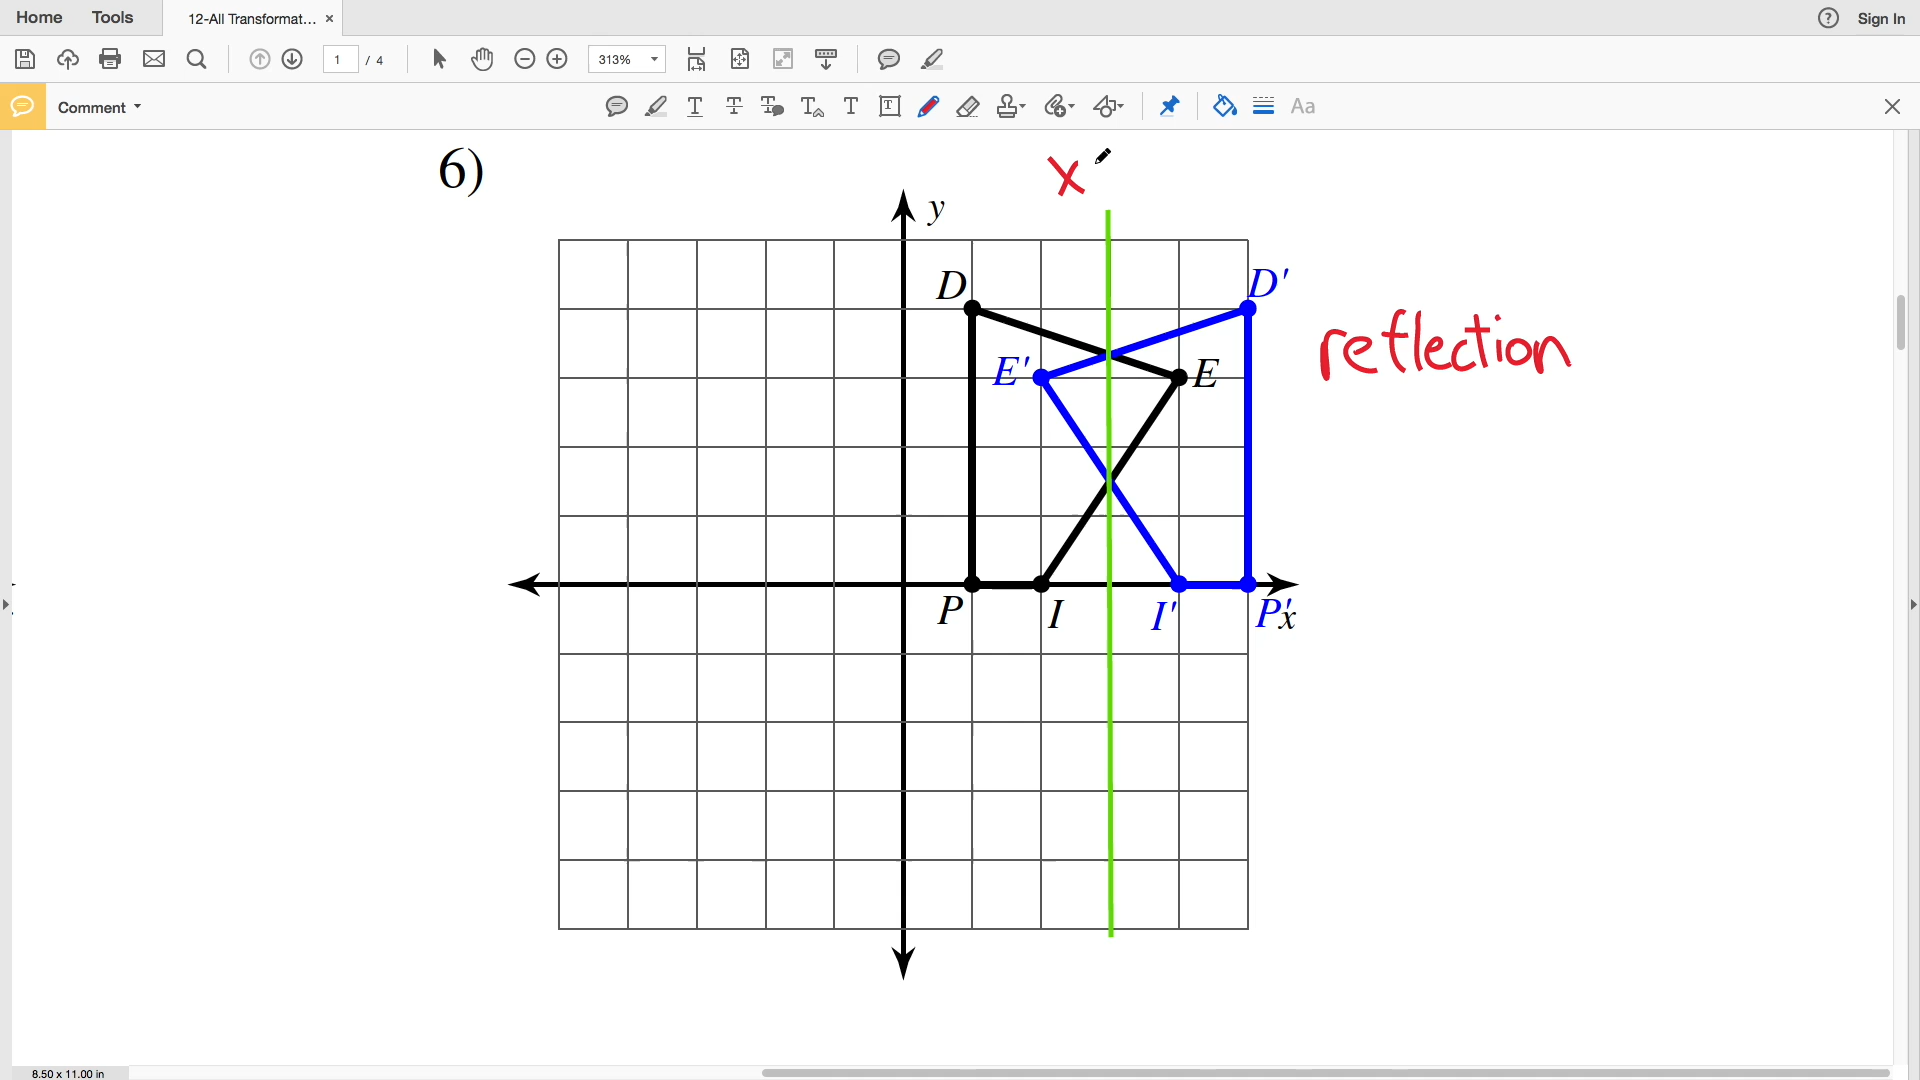 Home Tools 12-All Transformat... × ? Sign In
1 / 4 313%
Comment Aa
6) x
y
D D'
reflection
E' E
P I I' P' x
8.50 x 11.00 in